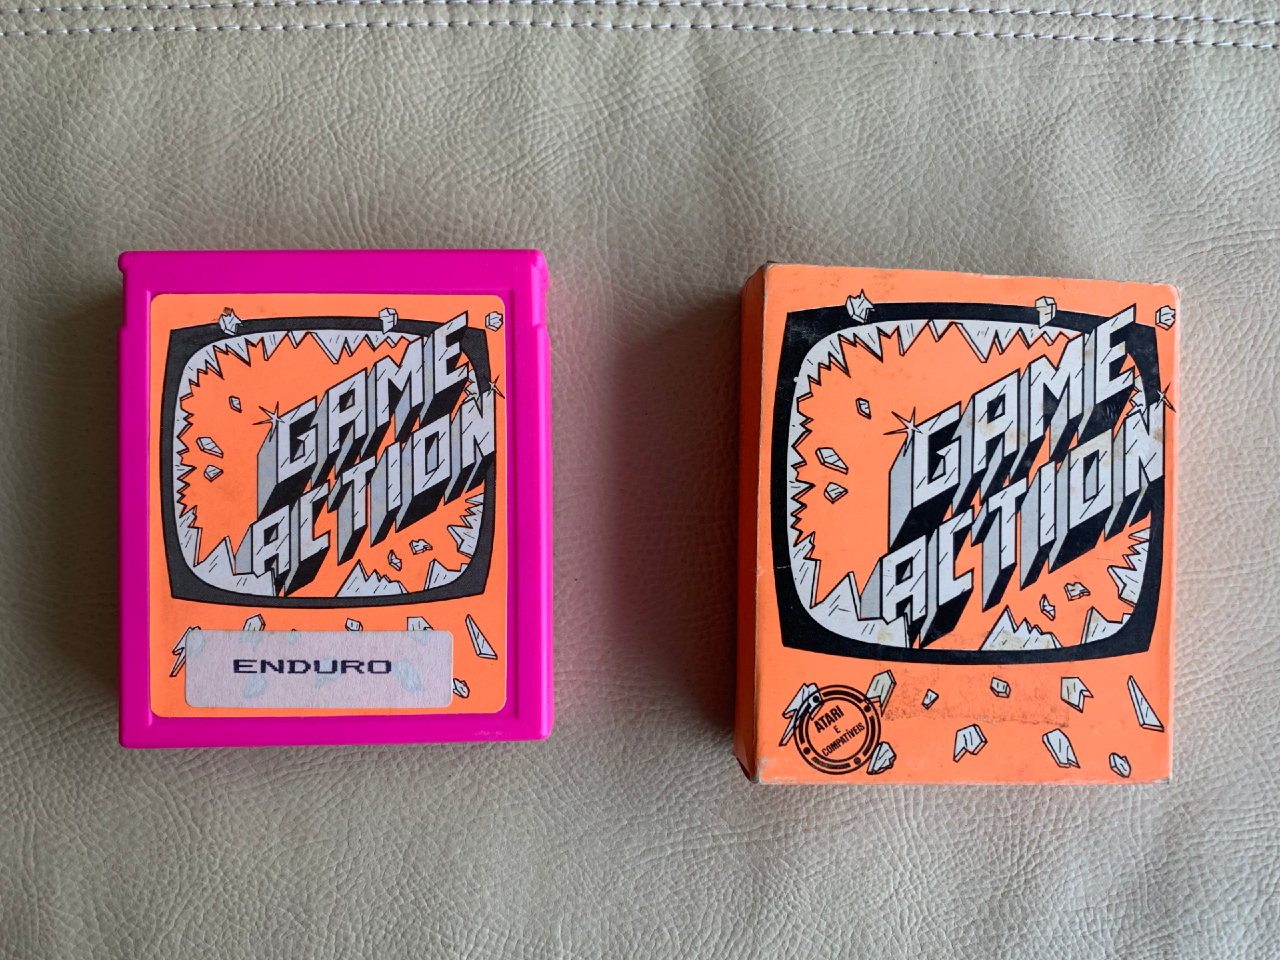 GAME
ACTION
ENDURO
GAME
ACTION
ATARI
E
COMPATÍVEIS